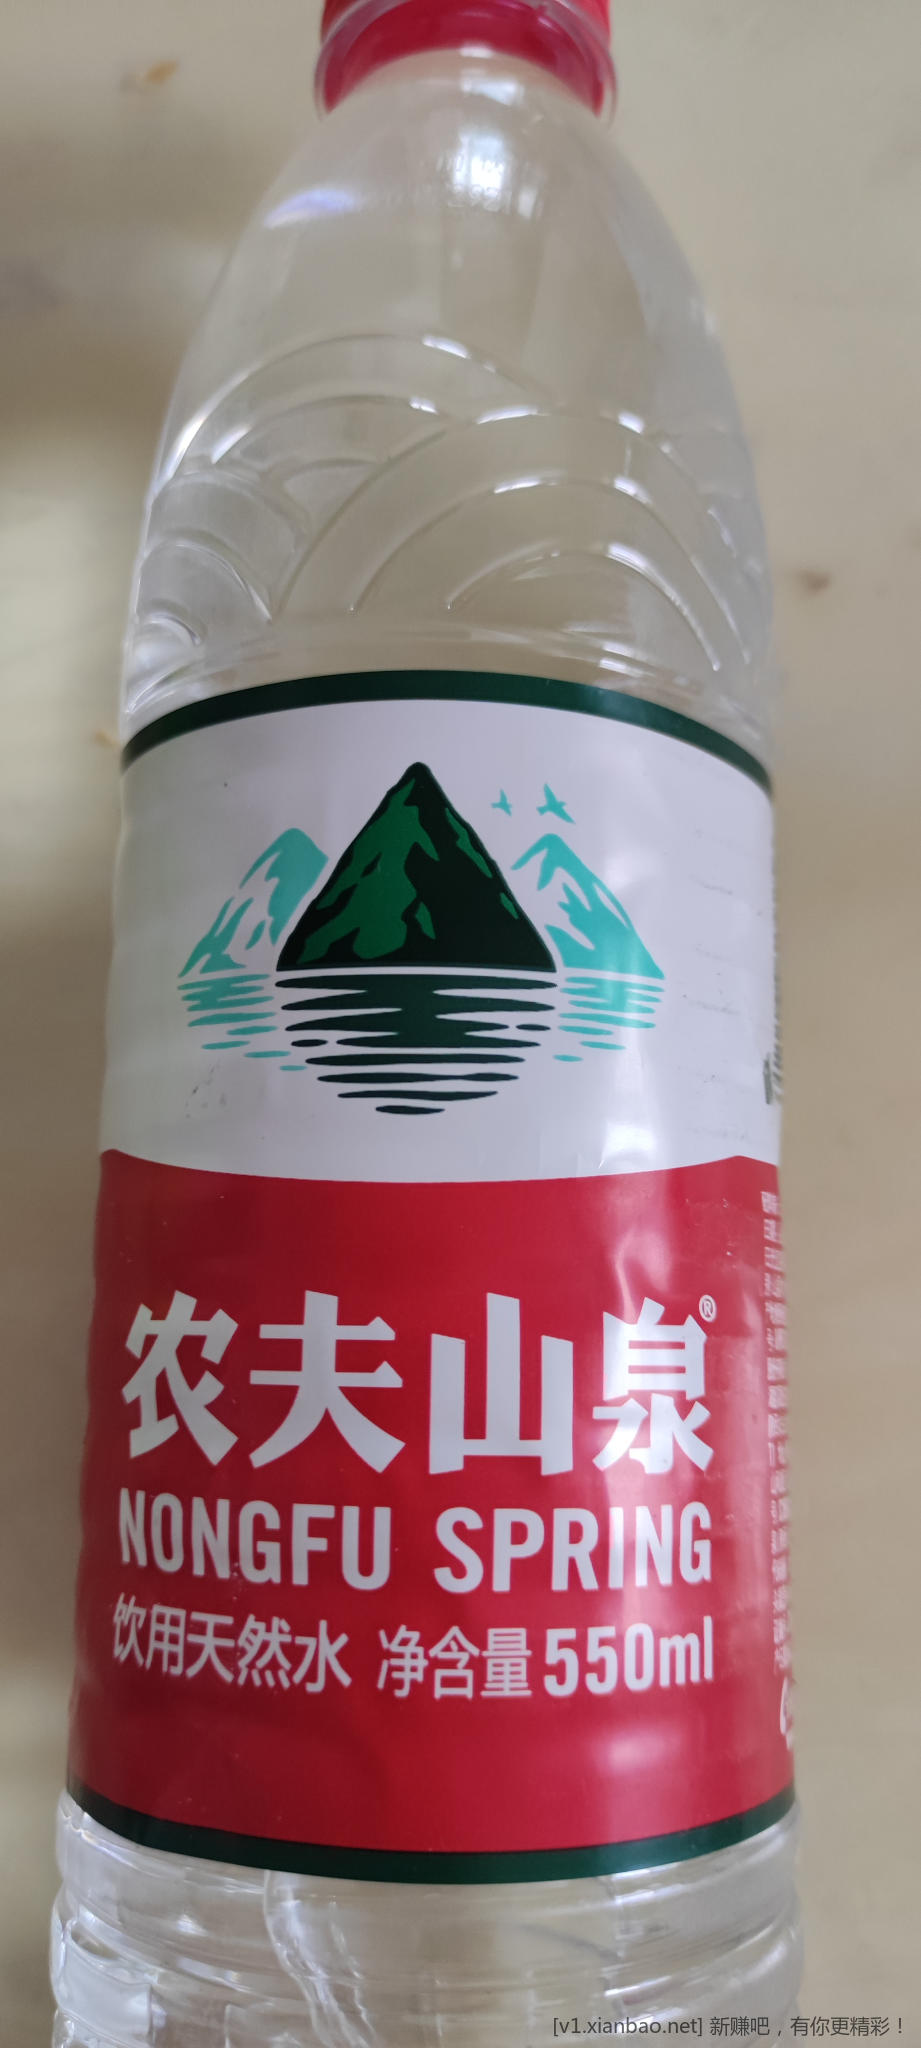 农夫山泉®
NONGFU SPRING
饮用天然水 净含量550ml
[v1.xianbao.net] 新赚吧，有你更精彩！